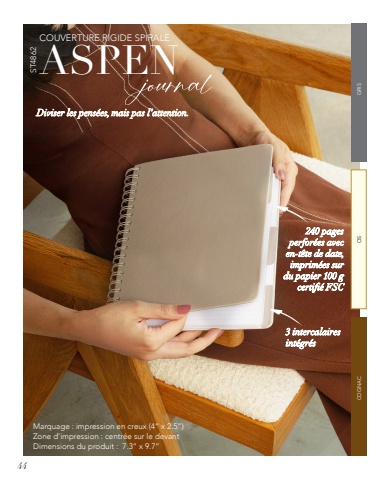 COUVERTURE RIGIDE SPIRALE
ST4862
ASPEN
journal
Diviser les pensées, mais pas l'attention.
GRIS
OS
240 pages
perforées avec
en-tête de date,
imprimées sur
du papier 100 g
certifié FSC
3 intercalaires
intégrés
COGNAC
Marquage : impression en creux (4" x 2.5")
Zone d'impression : centrée sur le devant
Dimensions du produit : 7.3" x 9.7"
44